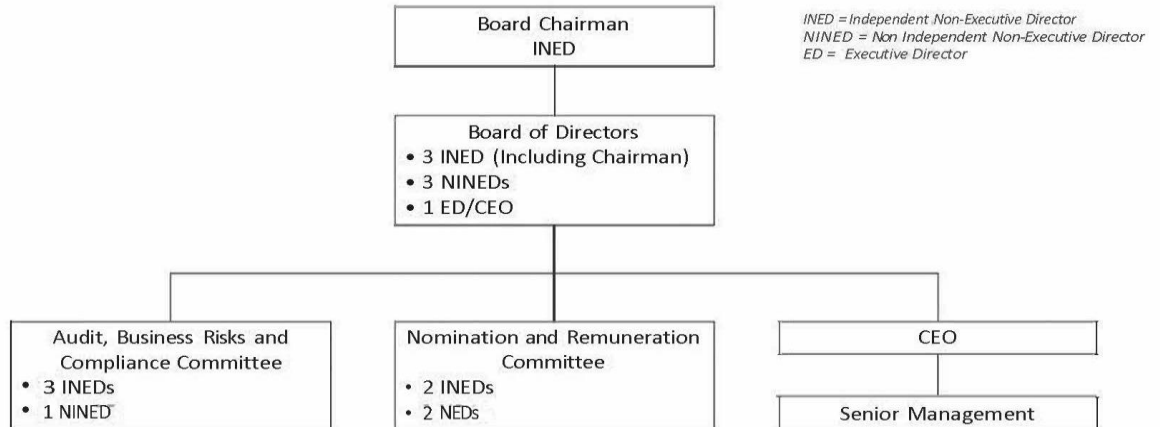 Board Chairman
INED
INED = Independent Non-Executive Director
NINED = Non Independent Non-Executive Director
ED = Executive Director
Board of Directors
• 3 INED (Including Chairman)
• 3 NINEDs
• 1 ED/CEO
Audit, Business Risks and
Compliance Committee
• 3 INEDs
• 1 NINED
Nomination and Remuneration
Committee
• 2 INEDs
• 2 NEDs
CEO
Senior Management